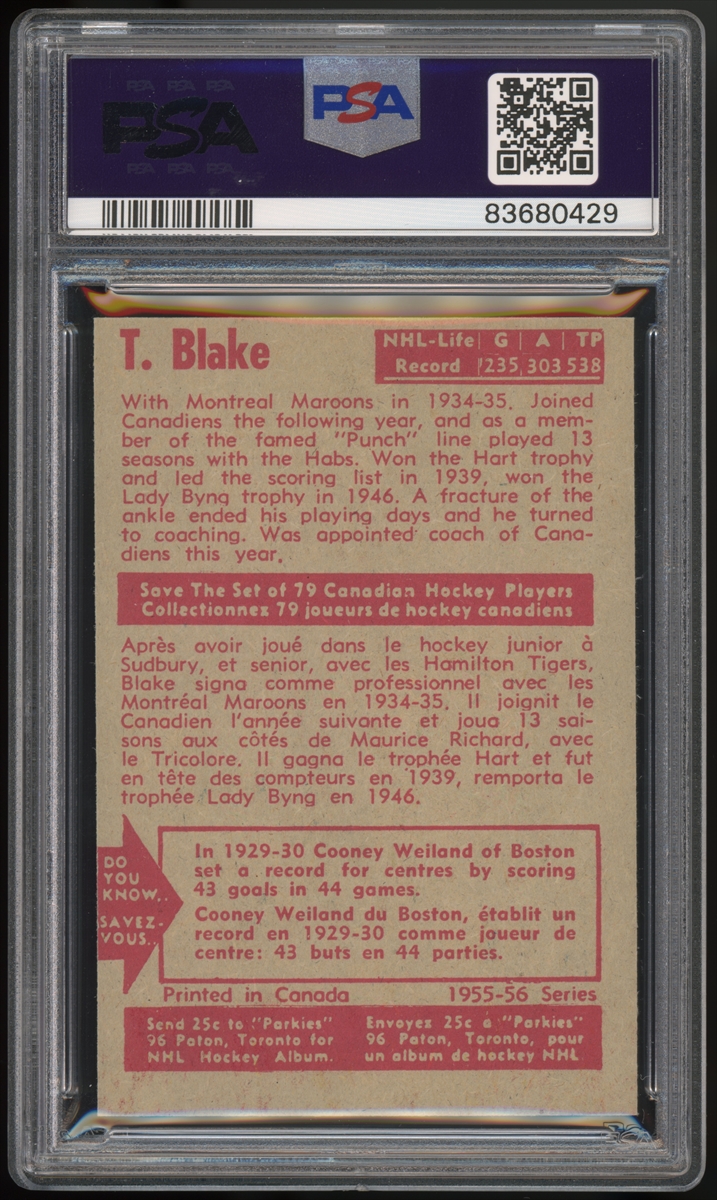 PSA PSA PSA
PSA
PSA PSA PSA
PSA
83680429
T. Blake
NHL-Life G A TP
Record 235 303 538
With Montreal Maroons in 1934-35. Joined
Canadiens the following year, and as a mem-
ber of the famed "Punch" line played 13
seasons with the Habs. Won the Hart trophy
and led the scoring list in 1939, won the
Lady Byng trophy in 1946. A fracture of the
ankle ended his playing days and he turned
to coaching. Was appointed coach of Cana-
diens this year.
Save The Set of 79 Canadian Hockey Players
Collectionnez 79 joueurs de hockey canadiens
Après avoir joué dans le hockey junior à
Sudbury, et senior, avec les Hamilton Tigers,
Blake signa comme professionnel avec les
Montréal Maroons en 1934-35. Il joignit le
Canadien l'année suivante et joua 13 sai-
sons aux côtés de Maurice Richard, avec
le Tricolore. Il gagna le trophée Hart et fut
en tête des compteurs en 1939, remporta le
trophée Lady Byng en 1946.
DO
YOU
KNOW..
SAVEZ-
VOUS..
In 1929-30 Cooney Weiland of Boston
set a record for centres by scoring
43 goals in 44 games.
Cooney Weiland du Boston, établit un
record en 1929-30 comme joueur de
centre: 43 buts en 44 parties.
Printed in Canada 1955-56 Series
Send 25c to "Parkies"
96 Paton, Toronto for
NHL Hockey Album.
Envoyez 25c à "Parkies"
96 Paton, Toronto, pour
un album de hockey NHL